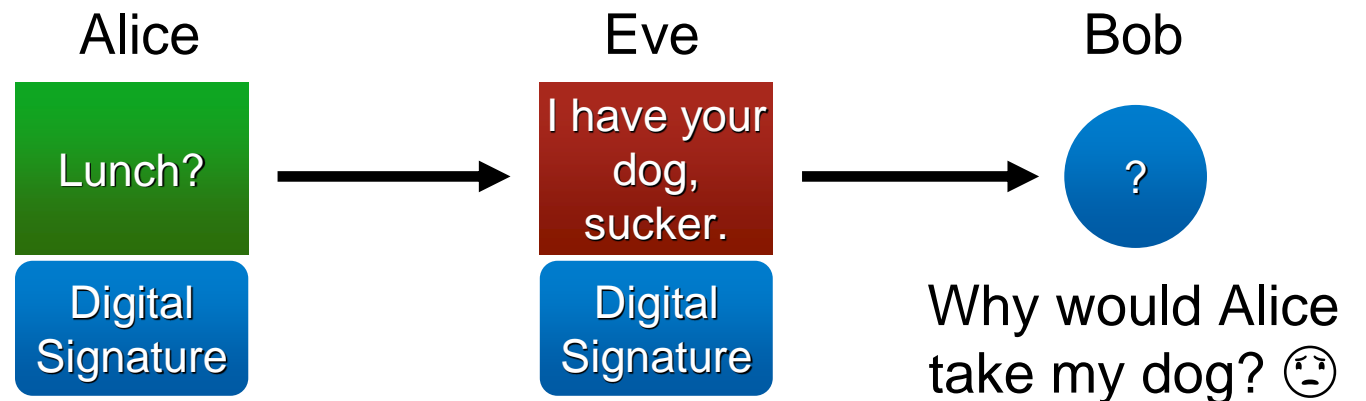 Alice
Eve
Bob
Lunch?
I have your
dog,
sucker.
?
Digital
Signature
Digital
Signature
Why would Alice
take my dog? 😟